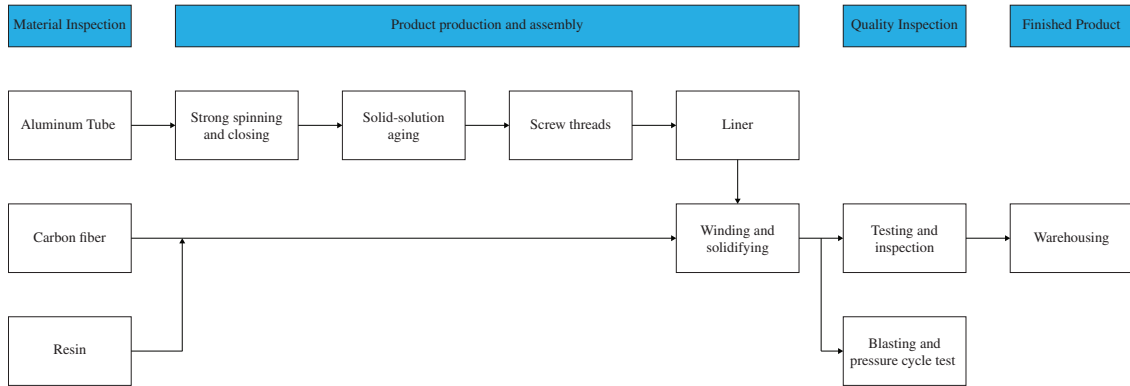 Material Inspection
Product production and assembly
Quality Inspection
Finished Product
Aluminum Tube
Strong spinning
and closing
Solid-solution
aging
Screw threads
Liner
Carbon fiber
Winding and
solidifying
Testing and
inspection
Warehousing
Resin
Blasting and
pressure cycle test